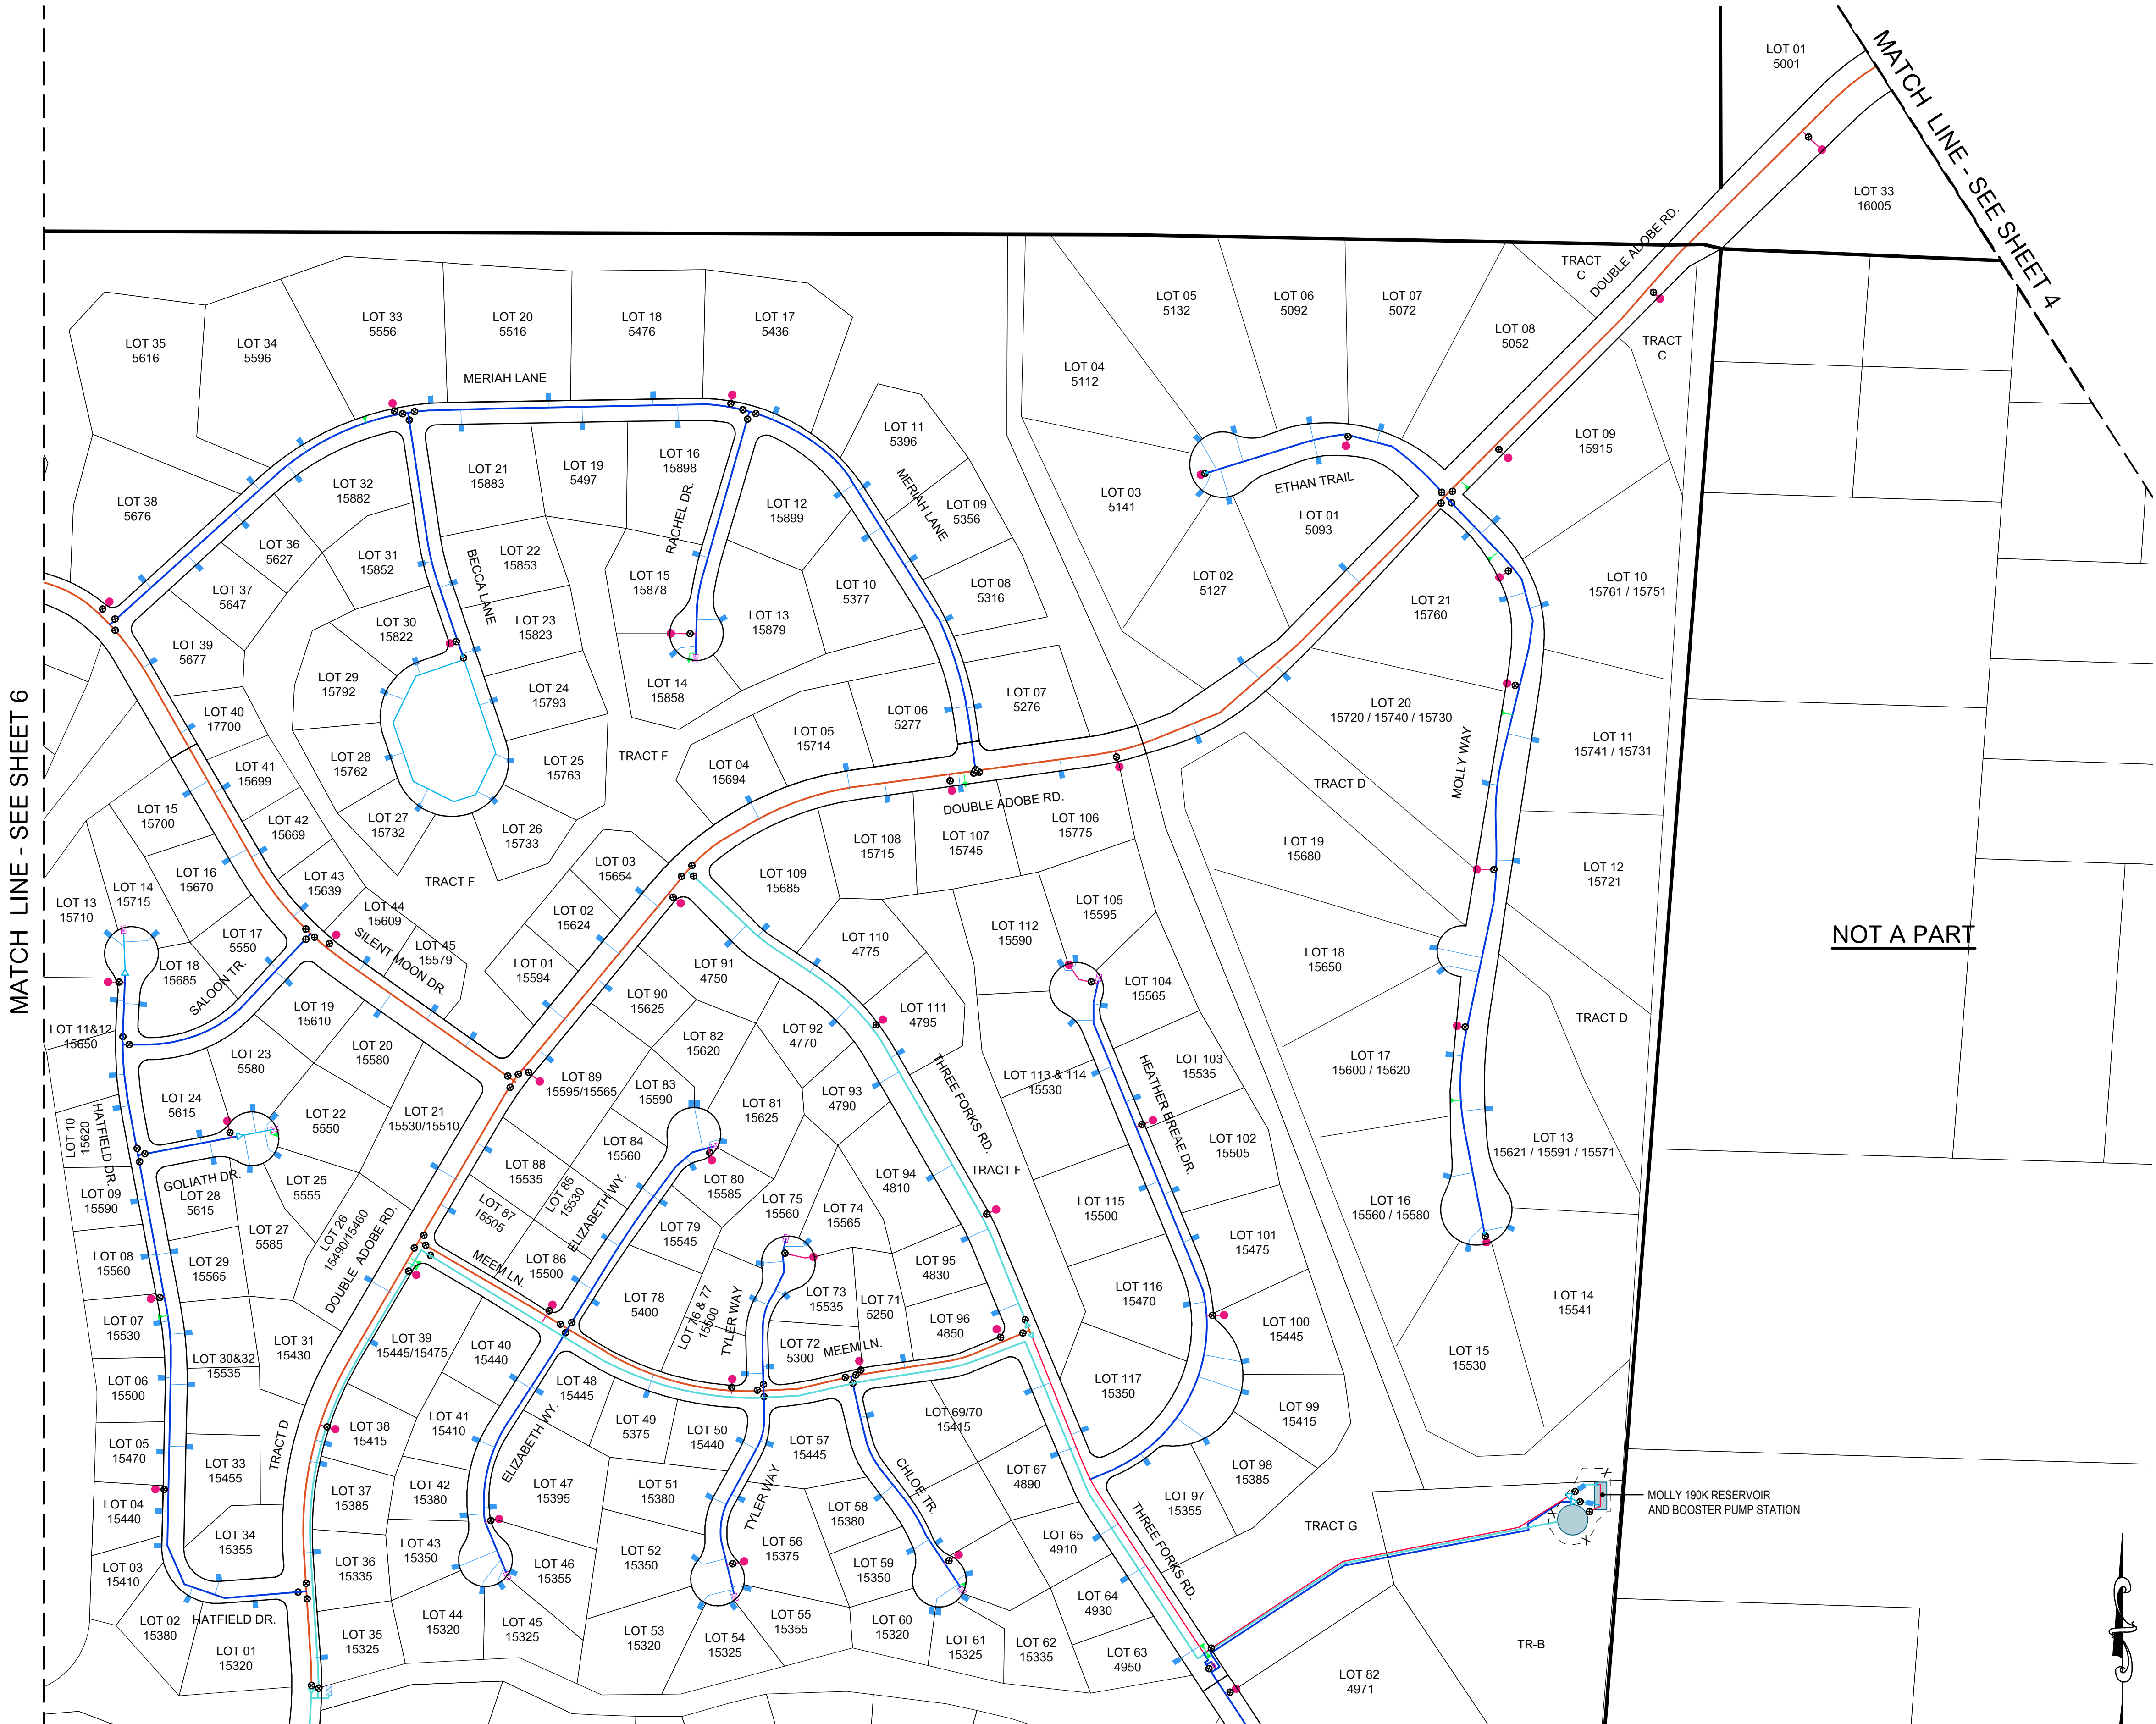 MATCH LINE - SEE SHEET 4
LOT 01
5001
LOT 33
16005
DOUBLE ADOBE RD.
TRACT
C
TRACT
C
LOT 05
5132
LOT 06
5092
LOT 07
5072
LOT 08
5052
LOT 04
5112
LOT 03
5141
LOT 02
5127
LOT 01
5093
ETHAN TRAIL
LOT 09
15915
LOT 10
15761 / 15751
LOT 21
15760
LOT 20
15720 / 15740 / 15730
LOT 11
15741 / 15731
MOLLY WAY
TRACT D
LOT 19
15680
LOT 12
15721
LOT 18
15650
TRACT D
LOT 17
15600 / 15620
LOT 13
15621 / 15591 / 15571
LOT 16
15560 / 15580
LOT 14
15541
LOT 15
15530
NOT A PART
MOLLY 190K RESERVOIR
AND BOOSTER PUMP STATION
TRACT G
TR-B
LOT 82
4971
MATCH LINE - SEE SHEET 6
LOT 35
5616
LOT 34
5596
LOT 33
5556
LOT 20
5516
LOT 18
5476
LOT 17
5436
MERIAH LANE
LOT 38
5676
LOT 32
15882
LOT 21
15883
LOT 19
5497
LOT 16
15898
RACHEL DR.
LOT 12
15899
LOT 11
5396
MERIAH LANE
LOT 09
5356
LOT 36
5627
LOT 31
15852
BECCA LANE
LOT 22
15853
LOT 15
15878
LOT 10
5377
LOT 08
5316
LOT 37
5647
LOT 30
15822
LOT 23
15823
LOT 13
15879
LOT 39
5677
LOT 29
15792
LOT 24
15793
LOT 14
15858
LOT 07
5276
LOT 06
5277
LOT 05
15714
LOT 40
17700
LOT 28
15762
LOT 25
15763
TRACT F
LOT 04
15694
LOT 41
15699
LOT 27
15732
LOT 26
15733
DOUBLE ADOBE RD.
LOT 15
15700
LOT 42
15669
LOT 108
15715
LOT 107
15745
LOT 106
15775
LOT 16
15670
LOT 43
15639
TRACT F
LOT 03
15654
LOT 109
15685
LOT 13
15710
LOT 14
15715
LOT 44
15609
LOT 02
15624
LOT 105
15595
LOT 17
5550
SILENT MOON DR.
LOT 45
15579
LOT 110
4775
LOT 112
15590
LOT 18
15685
SALOON TR.
LOT 01
15594
LOT 91
4750
LOT 104
15565
LOT 19
15610
LOT 90
15625
LOT 111
4795
LOT 11&12
15650
LOT 20
15580
LOT 82
15620
LOT 92
4770
LOT 23
5580
THREE FORKS RD.
LOT 103
15535
LOT 89
15595/15565
LOT 83
15590
LOT 93
4790
LOT 113 & 114
15530
HEATHER BREAE DR.
LOT 10
15620
HATFIELD DR.
LOT 24
5615
LOT 22
5550
LOT 21
15530/15510
LOT 81
15625
LOT 102
15505
LOT 84
15560
TRACT F
LOT 88
15535
LOT 94
4810
GOLIATH DR.
LOT 25
5555
LOT 85
15530
ELIZABETH WY.
LOT 80
15585
LOT 09
15590
LOT 28
5615
LOT 87
15505
LOT 75
15560
LOT 74
15565
LOT 115
15500
LOT 27
5585
LOT 26
15490/15460
DOUBLE ADOBE RD.
LOT 79
15545
LOT 101
15475
LOT 08
15560
LOT 29
15565
MEEM LN.
LOT 86
15500
LOT 95
4830
LOT 78
5400
LOT 76 & 77
15500
TYLER WAY
LOT 73
15535
LOT 71
5250
LOT 116
15470
LOT 07
15530
LOT 31
15430
LOT 39
15445/15475
LOT 40
15440
LOT 96
4850
LOT 100
15445
LOT 72
5300
MEEM LN.
LOT 30&32
15535
LOT 06
15500
LOT 48
15445
LOT 117
15350
LOT 38
15415
LOT 41
15410
ELIZABETH WY.
LOT 49
5375
LOT 50
15440
LOT 69/70
15415
LOT 99
15415
LOT 05
15470
LOT 33
15455
TRACT D
LOT 57
15445
LOT 67
4890
LOT 98
15385
LOT 37
15385
LOT 42
15380
LOT 47
15395
LOT 51
15380
TYLER WAY
CHLOE TR.
LOT 04
15440
LOT 58
15380
LOT 97
15355
LOT 34
15355
LOT 65
4910
THREE FORKS RD.
LOT 43
15350
LOT 52
15350
LOT 56
15375
LOT 03
15410
LOT 36
15335
LOT 46
15355
LOT 59
15350
LOT 64
4930
LOT 02
15380
HATFIELD DR.
LOT 44
15320
LOT 45
15325
LOT 55
15355
LOT 60
15320
LOT 01
15320
LOT 35
15325
LOT 53
15320
LOT 54
15325
LOT 61
15325
LOT 62
15335
LOT 63
4950